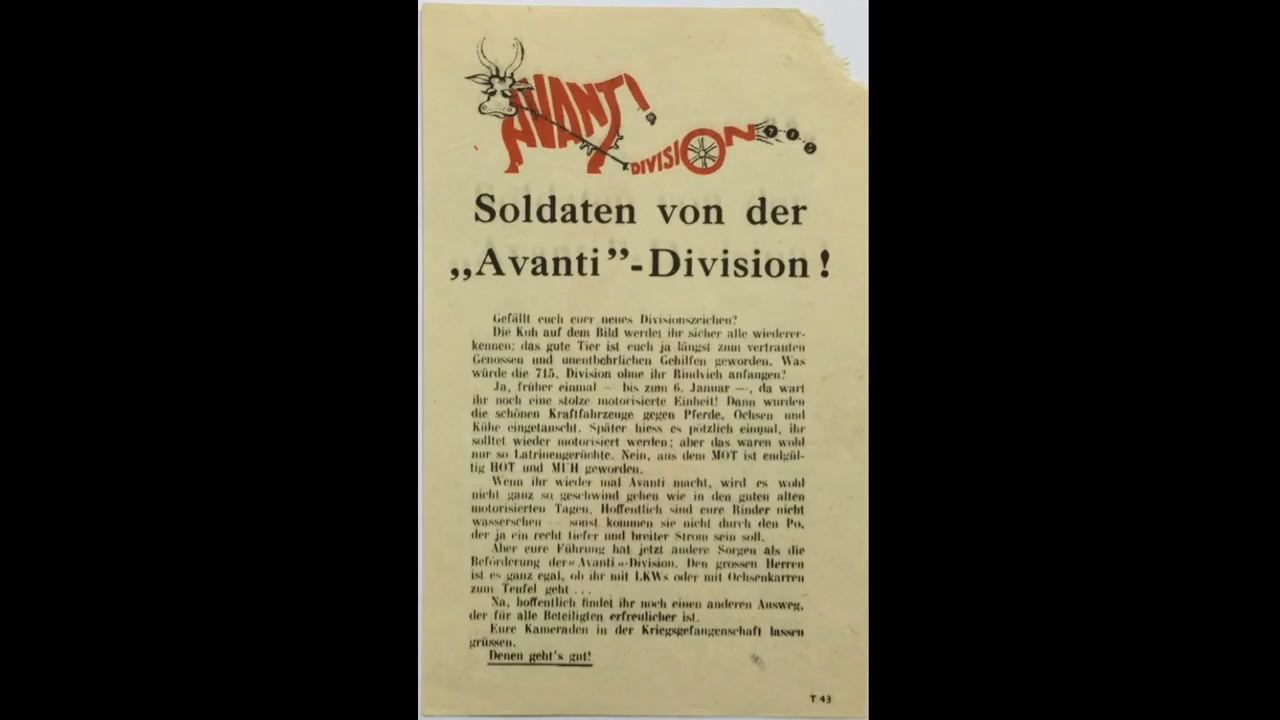 AVANTI!
DIVISION 715
Soldaten von der
„Avanti”-Division!
Gefällt euch euer neues Divisionszeichen?
Die Kuh auf dem Bild werdet ihr sicher alle wiederer-
kennen; das gute Tier ist euch ja längst zum vertrauten
Genossen und unentbehrlichen Gehilfen geworden. Was
würde die 715. Division ohne ihr Rindvieh anfangen?
Ja, früher einmal — bis zum 6. Januar —, da wart
ihr noch eine stolze motorisierte Einheit! Dann wurden
die schönen Kraftfahrzeuge gegen Pferde, Ochsen und
Kühe eingetauscht. Später hiess es pötzlich einmal, ihr
solltet wieder motorisiert werden; aber das waren wohl
nur so Latrinengerüchte. Nein, aus dem MOT ist endgül-
tig HOT und MUH geworden.
Wenn ihr wieder mal Avanti macht, wird es wohl
nicht ganz so geschwind gehen wie in den guten alten
motorisierten Tagen. Hoffentlich sind eure Rinder nicht
wasserscheu — sonst kommen sie nicht durch den Po,
der ja ein recht tiefer und breiter Strom sein soll.
Aber eure Führung hat jetzt andere Sorgen als die
Beförderung der «Avanti»-Division. Den grossen Herren
ist es ganz egal, ob ihr mit LKWs oder mit Ochsenkarren
zum Teufel geht ...
Na, hoffentlich findet ihr noch einen anderen Ausweg,
der für alle Beteiligten erfreulicher ist.
Eure Kameraden in der Kriegsgefangenschaft lassen
grüssen.
Denen geht's gut!
T 43